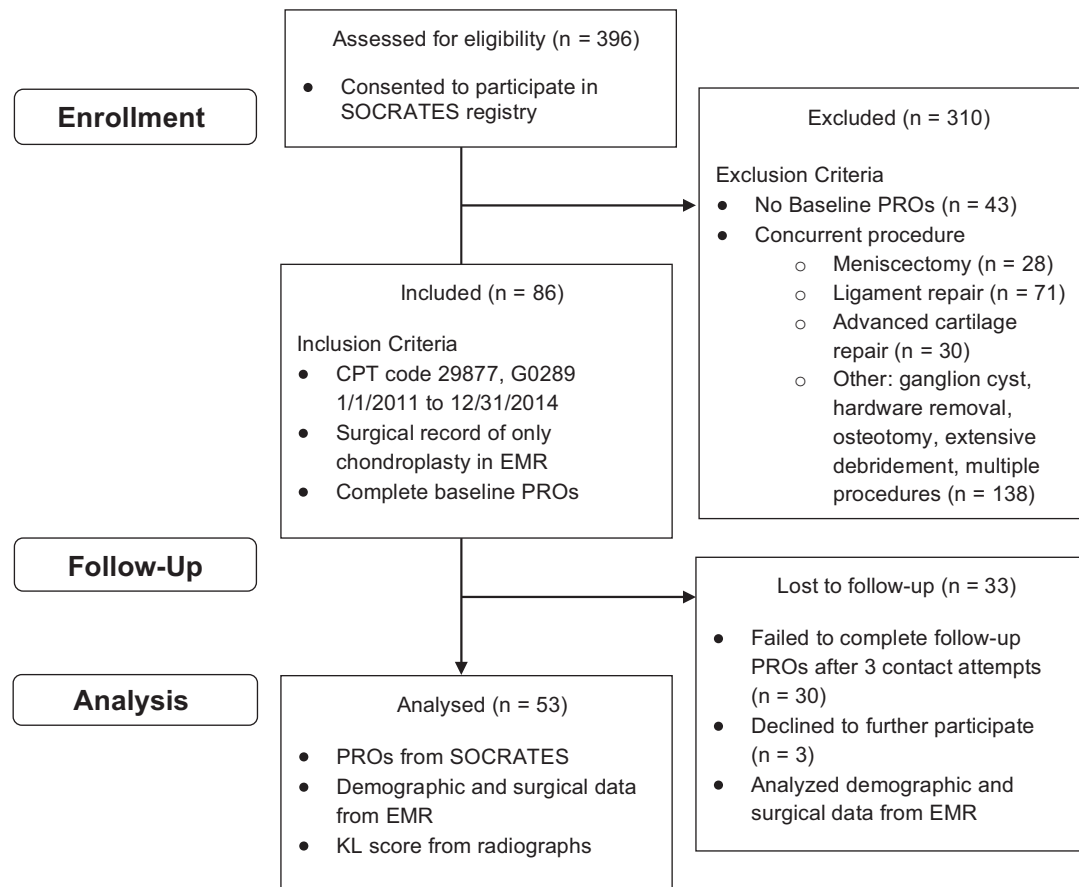 Assessed for eligibility (n = 396)
● Consented to participate in
SOCRATES registry
Enrollment
Excluded (n = 310)
Exclusion Criteria
● No Baseline PROs (n = 43)
● Concurrent procedure
○ Meniscectomy (n = 28)
○ Ligament repair (n = 71)
○ Advanced cartilage
repair (n = 30)
○ Other: ganglion cyst,
hardware removal,
osteotomy, extensive
debridement, multiple
procedures (n = 138)
Included (n = 86)
Inclusion Criteria
● CPT code 29877, G0289
1/1/2011 to 12/31/2014
● Surgical record of only
chondroplasty in EMR
● Complete baseline PROs
Follow-Up
Lost to follow-up (n = 33)
● Failed to complete follow-up
PROs after 3 contact attempts
(n = 30)
● Declined to further participate
(n = 3)
● Analyzed demographic and
surgical data from EMR
Analysis
Analysed (n = 53)
● PROs from SOCRATES
● Demographic and surgical data
from EMR
● KL score from radiographs